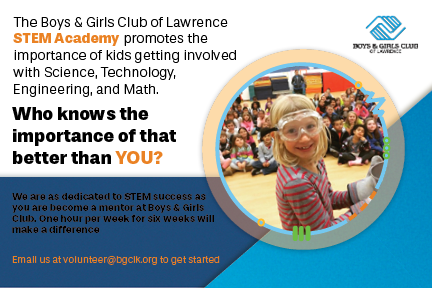 The Boys & Girls Club of Lawrence
STEM Academy promotes the
importance of kids getting involved
with Science, Technology,
Engineering, and Math.
Who knows the
importance of that
better than YOU?
BOYS & GIRLS CLUB
OF LAWRENCE
We are as dedicated to STEM success as
you are become a mentor at Boys & Girls
Club. One hour per week for six weeks will
make a difference
Email us at volunteer@bgclk.org to get started